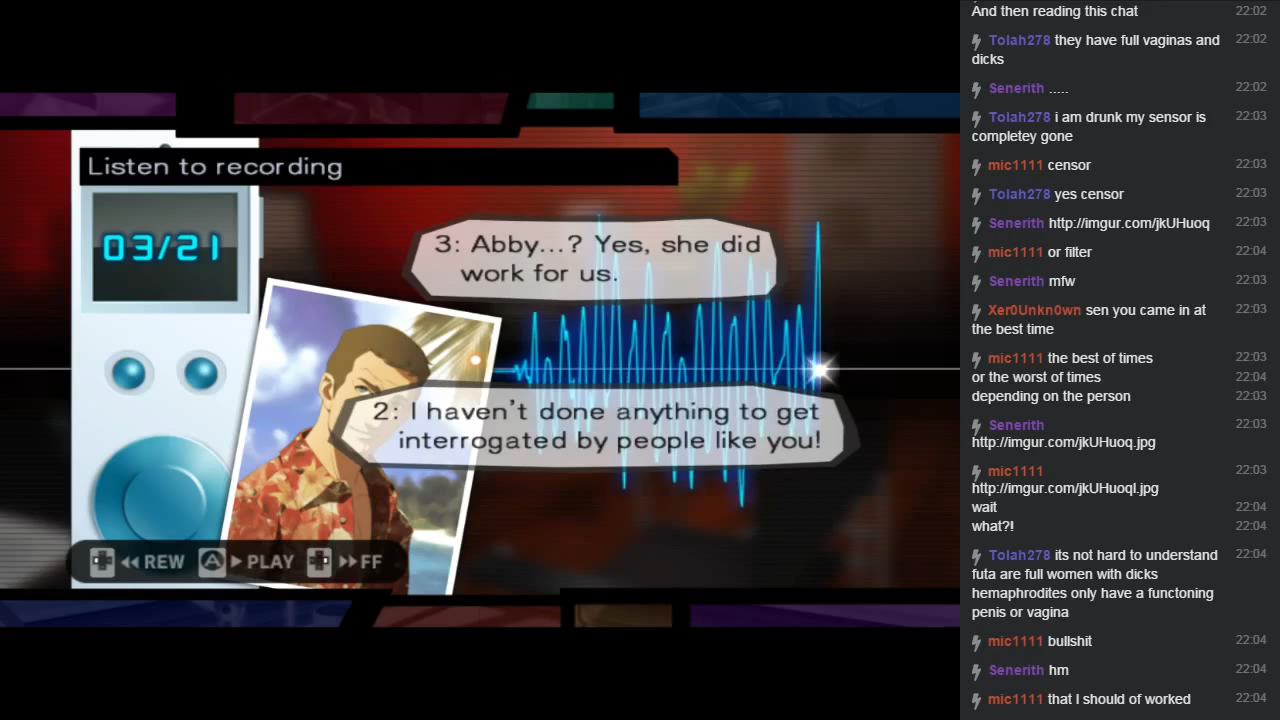 Listen to recording
03/21
3: Abby...? Yes, she did
work for us.
2: I haven't done anything to get
interrogated by people like you!
REW A PLAY FF
And then reading this chat 22:02
Tolah278 they have full vaginas and 22:02
dicks
Senerith ..... 22:02
Tolah278 i am drunk my sensor is 22:03
completey gone
mic1111 censor 22:03
Tolah278 yes censor 22:03
Senerith http://imgur.com/jkUHuoq 22:03
mic1111 or filter 22:04
Senerith mfw 22:03
Xer0Unkn0wn sen you came in at 22:03
the best time
mic1111 the best of times 22:03
or the worst of times 22:04
depending on the person 22:03
Senerith 22:03
http://imgur.com/jkUHuoq.jpg
mic1111 22:03
http://imgur.com/jkUHuoql.jpg
wait 22:04
what?! 22:04
Tolah278 its not hard to understand 22:04
futa are full women with dicks
hemaphrodites only have a functoning
penis or vagina
mic1111 bullshit 22:04
Senerith hm 22:04
mic1111 that I should of worked 22:04